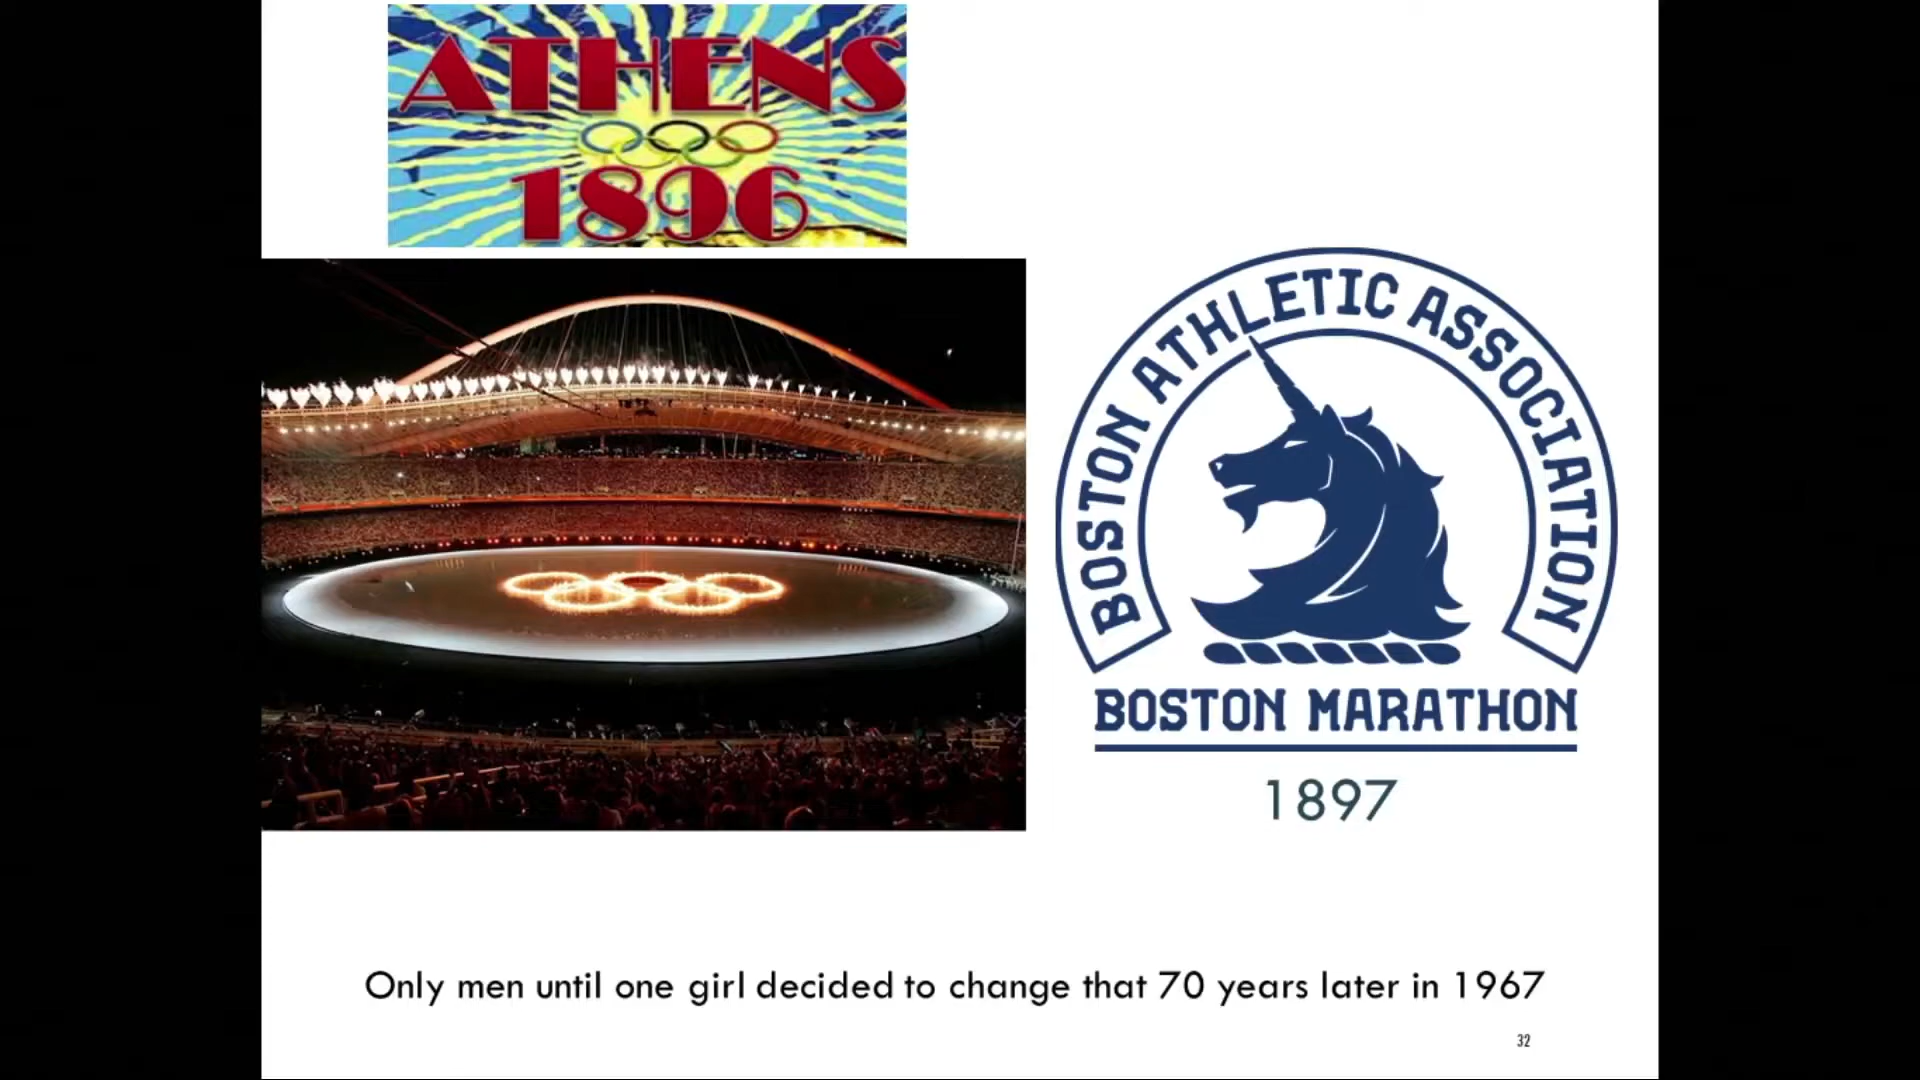 ATHENS
1896
BOSTON ATHLETIC ASSOCIATION
BOSTON MARATHON
1897
Only men until one girl decided to change that 70 years later in 1967
32